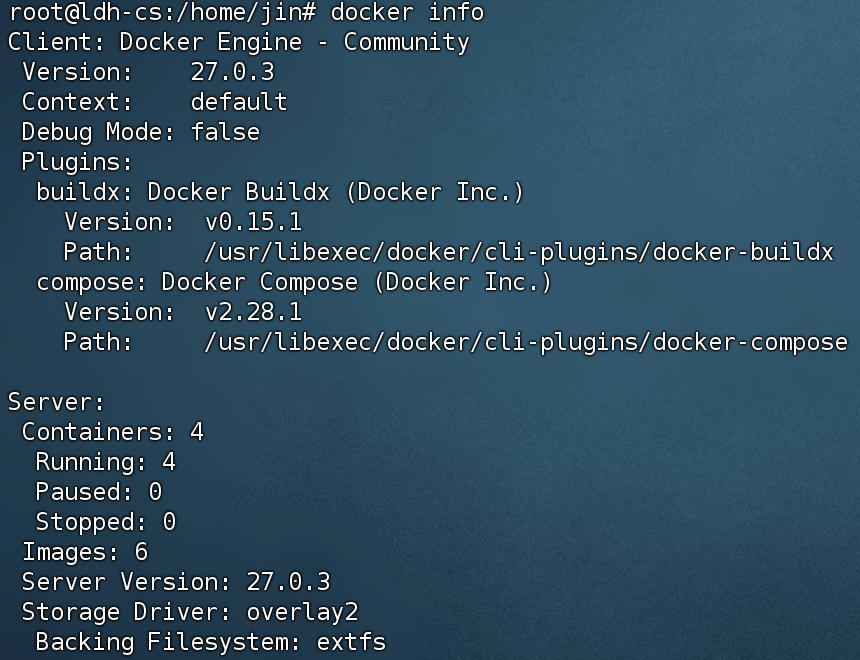 root@ldh-cs:/home/jin# docker info
Client: Docker Engine - Community
 Version:    27.0.3
 Context:    default
 Debug Mode: false
 Plugins:
  buildx: Docker Buildx (Docker Inc.)
    Version:  v0.15.1
    Path:     /usr/libexec/docker/cli-plugins/docker-buildx
  compose: Docker Compose (Docker Inc.)
    Version:  v2.28.1
    Path:     /usr/libexec/docker/cli-plugins/docker-compose

Server:
 Containers: 4
  Running: 4
  Paused: 0
  Stopped: 0
 Images: 6
 Server Version: 27.0.3
 Storage Driver: overlay2
  Backing Filesystem: extfs